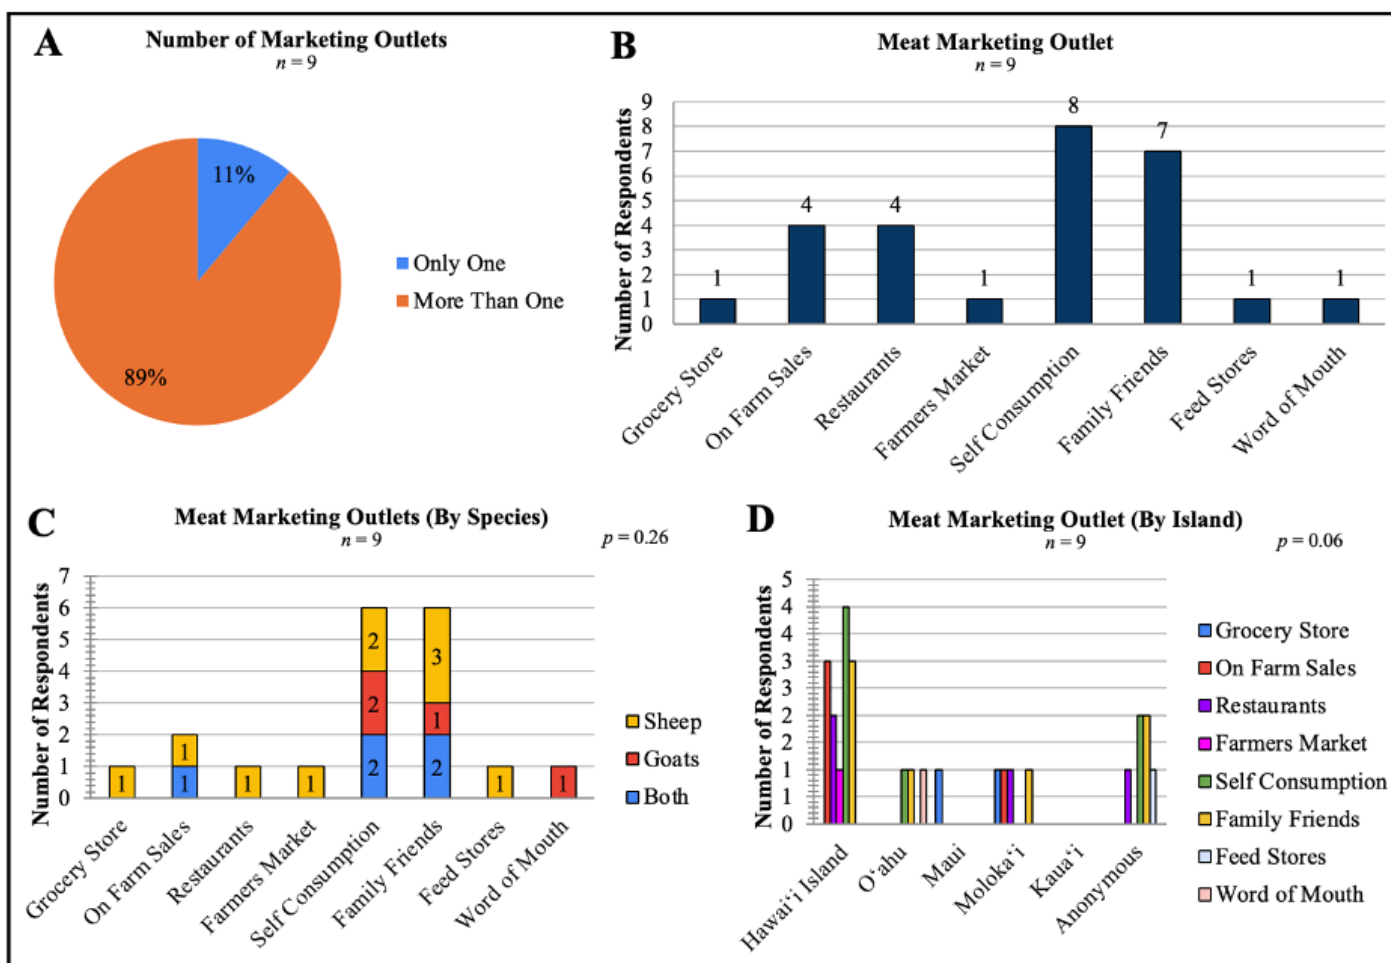 A
Number of Marketing Outlets
n = 9
11%
89%
Only One
More Than One
B
Meat Marketing Outlet
n = 9
Number of Respondents
9
8
7
6
5
4
3
2
1
0
1
4
4
1
8
7
1
1
Grocery Store
On Farm Sales
Restaurants
Farmers Market
Self Consumption
Family Friends
Feed Stores
Word of Mouth
C
Meat Marketing Outlets (By Species)
n = 9
p = 0.26
Number of Respondents
7
6
5
4
3
2
1
0
1
1
1
1
1
2
2
2
3
1
2
1
1
Grocery Store
On Farm Sales
Restaurants
Farmers Market
Self Consumption
Family Friends
Feed Stores
Word of Mouth
Sheep
Goats
Both
D
Meat Marketing Outlet (By Island)
n = 9
p = 0.06
Number of Respondents
5
4
4
3
3
2
2
1
1
0
Hawaiʻi Island
Oʻahu
Maui
Molokaʻi
Kauaʻi
Anonymous
Grocery Store
On Farm Sales
Restaurants
Farmers Market
Self Consumption
Family Friends
Feed Stores
Word of Mouth